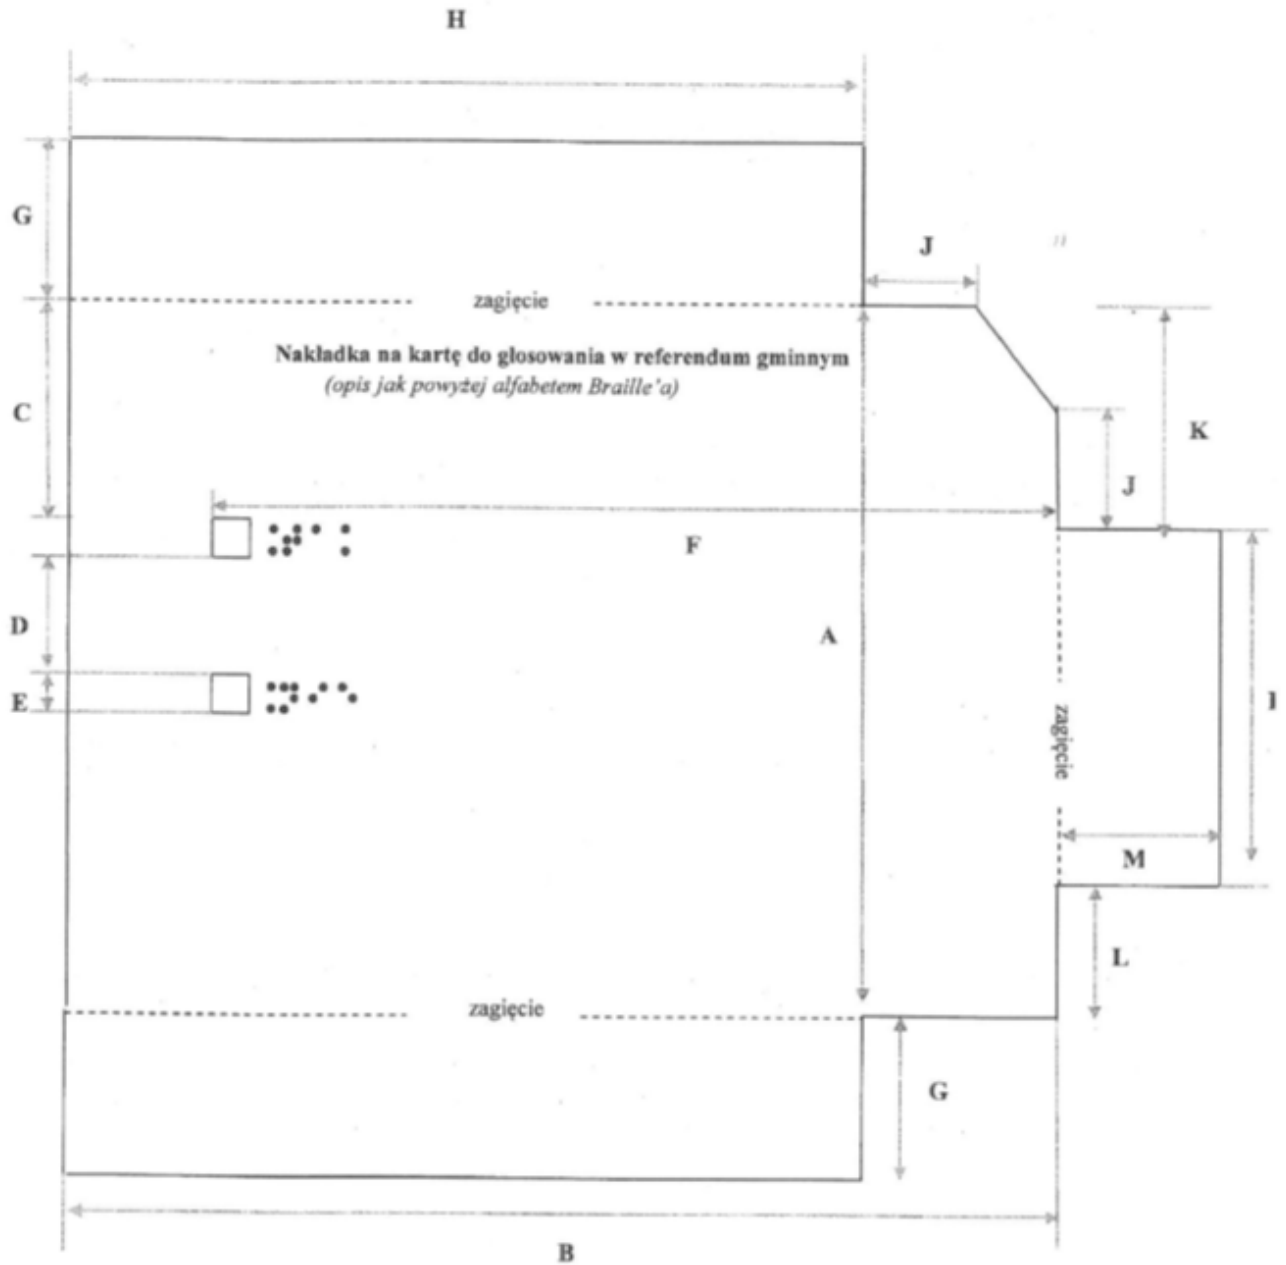 H
G
J
zagięcie
Nakładka na kartę do głosowania w referendum gminnym
(opis jak powyżej alfabetem Braille'a)
C
K
J
F
D
A
E
I
zagięcie
M
L
zagięcie
G
B